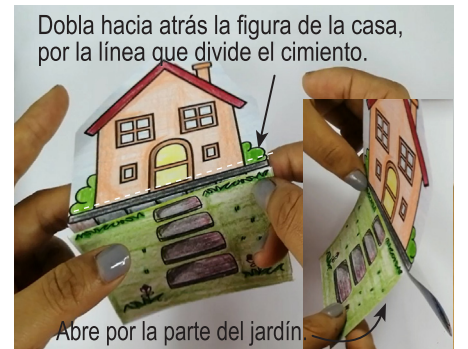 Dobla hacia atrás la figura de la casa,
por la línea que divide el cimiento.
Abre por la parte del jardín.